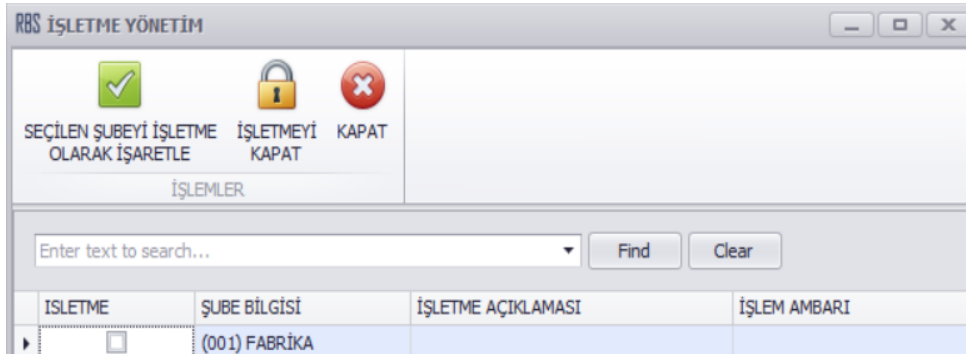 RBS İŞLETME YÖNETİM
SEÇİLEN ŞUBEYİ İŞLETME
OLARAK İŞARETLE
İŞLETMEYİ
KAPAT
KAPAT
İŞLEMLER
Enter text to search...
Find
Clear
ISLETME
ŞUBE BİLGİSİ
İŞLETME AÇIKLAMASI
İŞLEM AMBARI
(001) FABRİKA